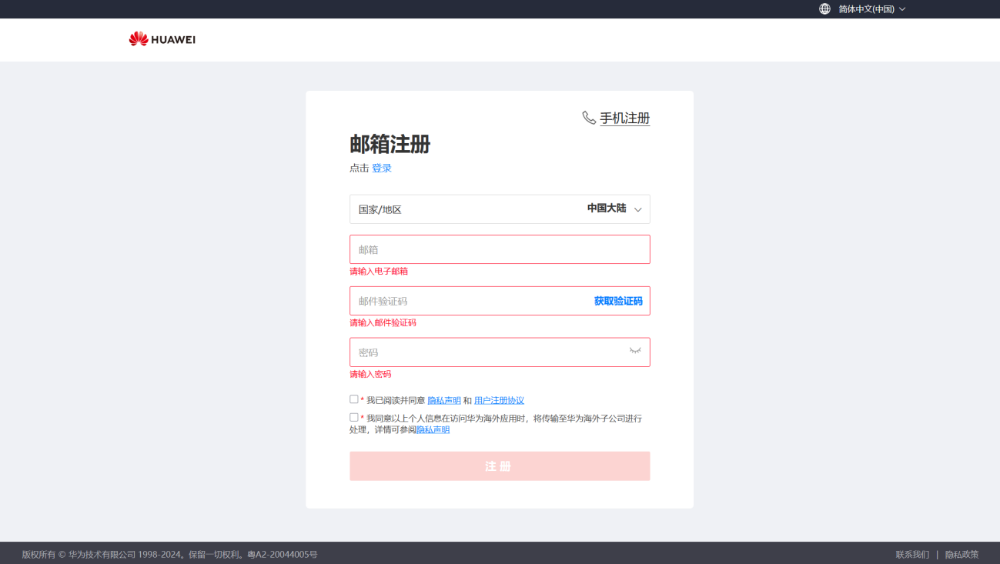 简体中文(中国)
HUAWEI
手机注册
邮箱注册
点击 登录
国家/地区 中国大陆
邮箱
请输入电子邮箱
邮件验证码 获取验证码
请输入邮件验证码
密码
请输入密码
* 我已阅读并同意 隐私声明 和 用户注册协议
* 我同意以上个人信息在访问华为海外应用时，将传输至华为海外子公司进行
处理，详情可参阅隐私声明
注 册
版权所有 © 华为技术有限公司 1998-2024。保留一切权利。粤A2-20044005号 联系我们 | 隐私政策